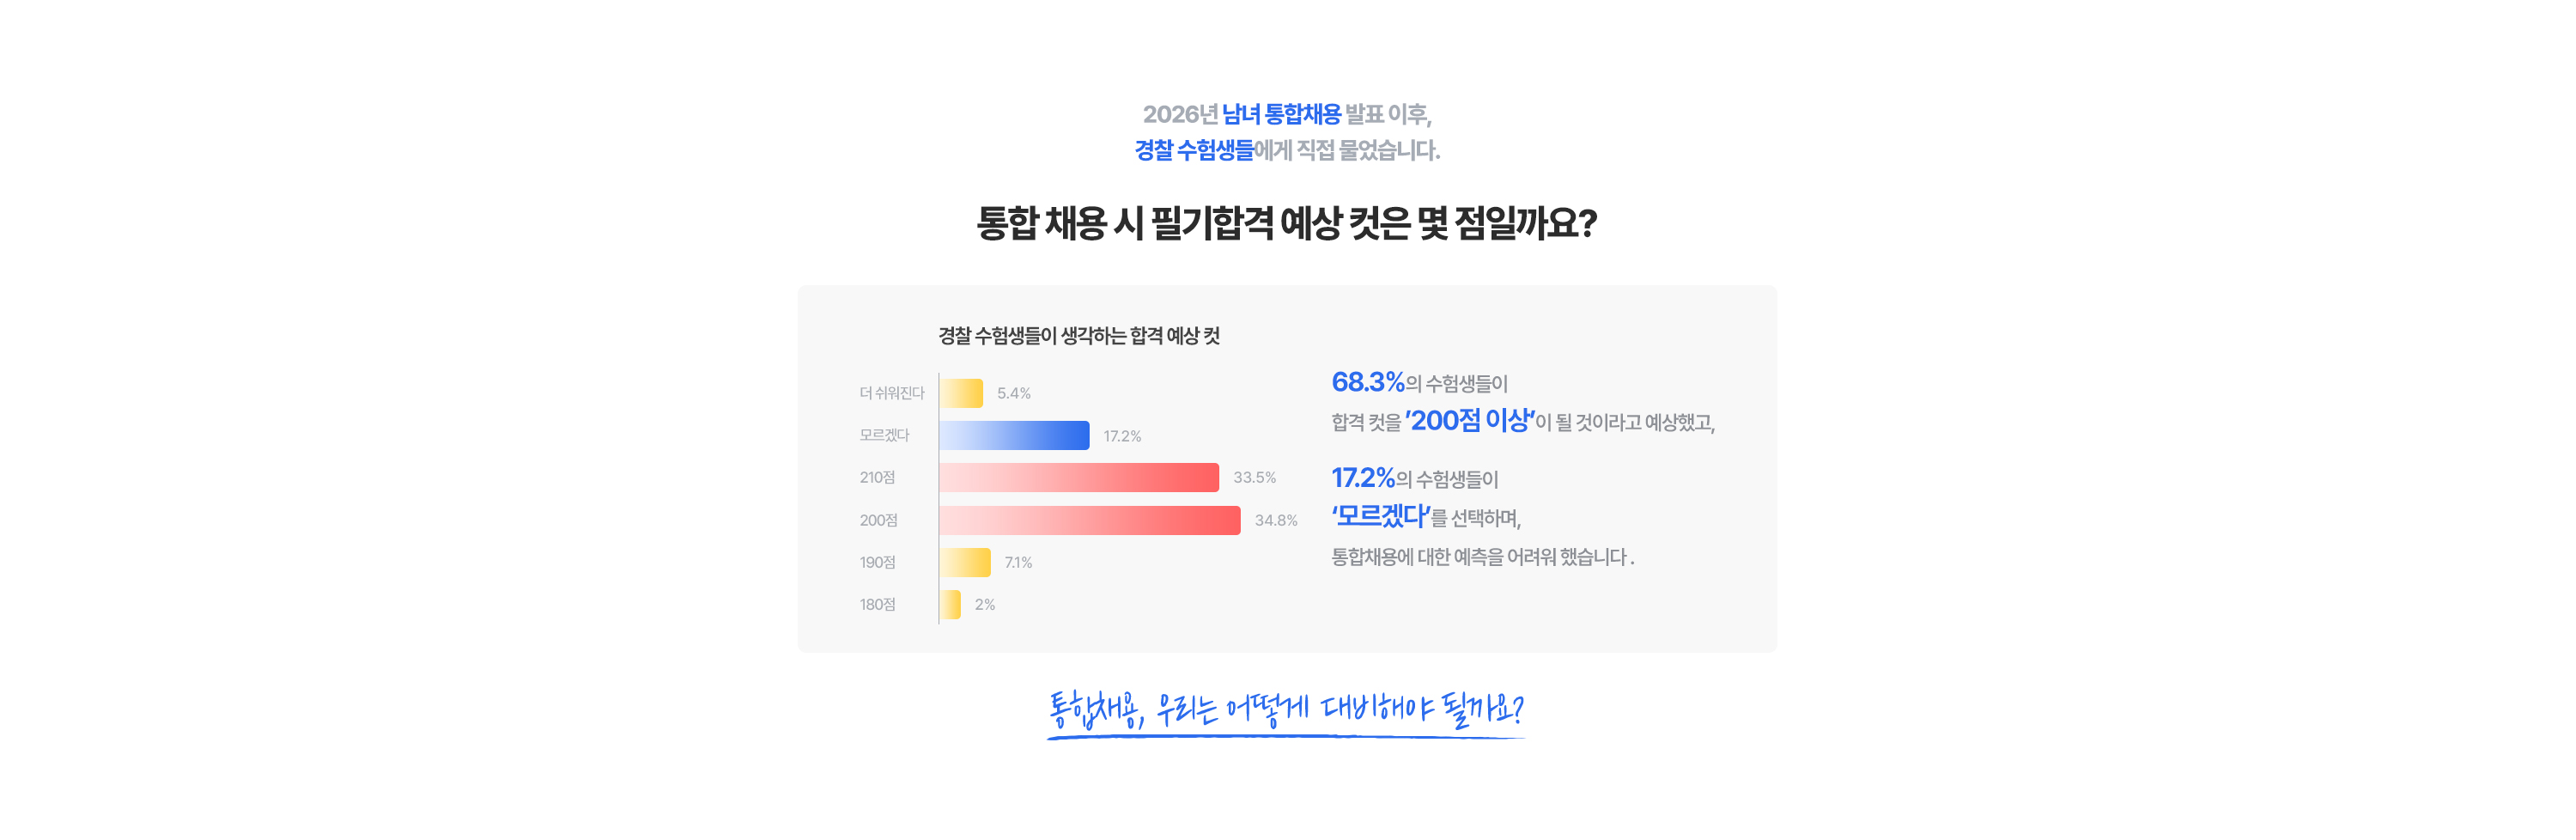 2026년 남녀 통합채용 발표 이후,
경찰 수험생들에게 직접 물었습니다.
통합 채용 시 필기합격 예상 컷은 몇 점일까요?
경찰 수험생들이 생각하는 합격 예상 컷
더 쉬워진다 5.4%
모르겠다 17.2%
210점 33.5%
200점 34.8%
190점 7.1%
180점 2%
68.3%의 수험생들이
합격 컷을 ’200점 이상’이 될 것이라고 예상했고,
17.2%의 수험생들이
‘모르겠다’를 선택하며,
통합채용에 대한 예측을 어려워 했습니다 .
통합채용, 우리는 어떻게 대비해야 될까요?